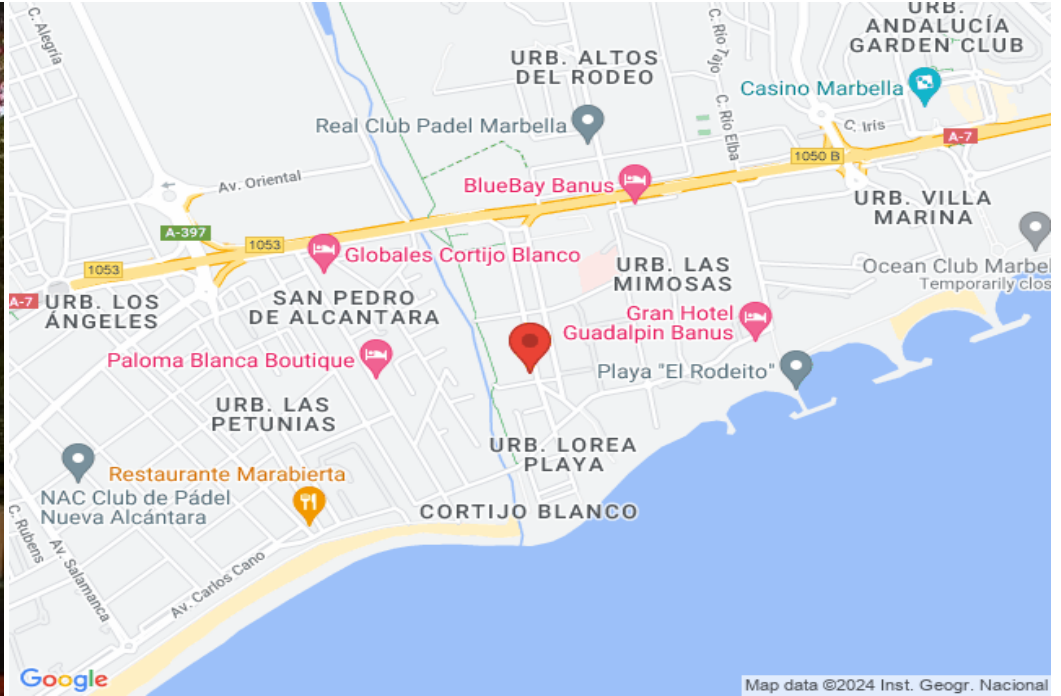 URB.
ANDALUCÍA
GARDEN CLUB
C. Alegría
C. Río Tajo
URB. ALTOS
DEL RODEO
Casino Marbella
C. Río Elba
Real Club Padel Marbella
C. Iris
A-7
1050 B
Av. Oriental
BlueBay Banus
URB. VILLA
MARINA
A-397
1053
Globales Cortijo Blanco
1053
URB. LAS
MIMOSAS
Ocean Club Marbel
Temporarily clos
A-7
URB. LOS
ÁNGELES
SAN PEDRO
DE ALCANTARA
Gran Hotel
Guadalpin Banus
Paloma Blanca Boutique
Playa "El Rodeito"
URB. LAS
PETUNIAS
URB. LOREA
PLAYA
Restaurante Marabierta
NAC Club de Pádel
Nueva Alcántara
CORTIJO BLANCO
C. Rubens
Av. Salamanca
Av. Carlos Cano
Google
Map data ©2024 Inst. Geogr. Nacional